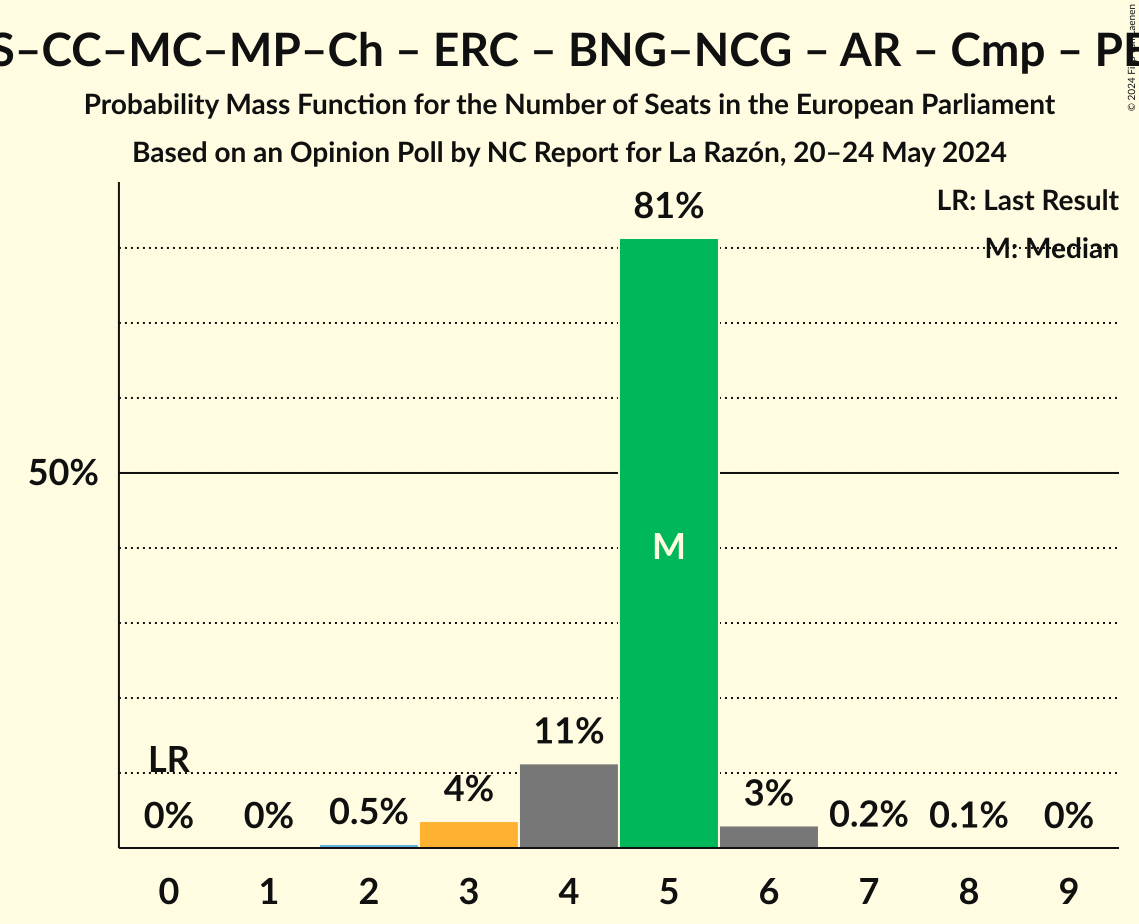 S–CC–MC–MP–Ch – ERC – BNG–NCG – AR – Cmp –
Probability Mass Function for the Number of Seats in the European Parliament
Based on an Opinion Poll by NC Report for La Razón, 20–24 May 2024
© 2024
LR: Last Result
M: Median
81%
50%
M
11%
LR
4%
3%
0%
0%
0.5%
0.2%
0.1%
0%
0 1 2 3 4 5 6 7 8 9